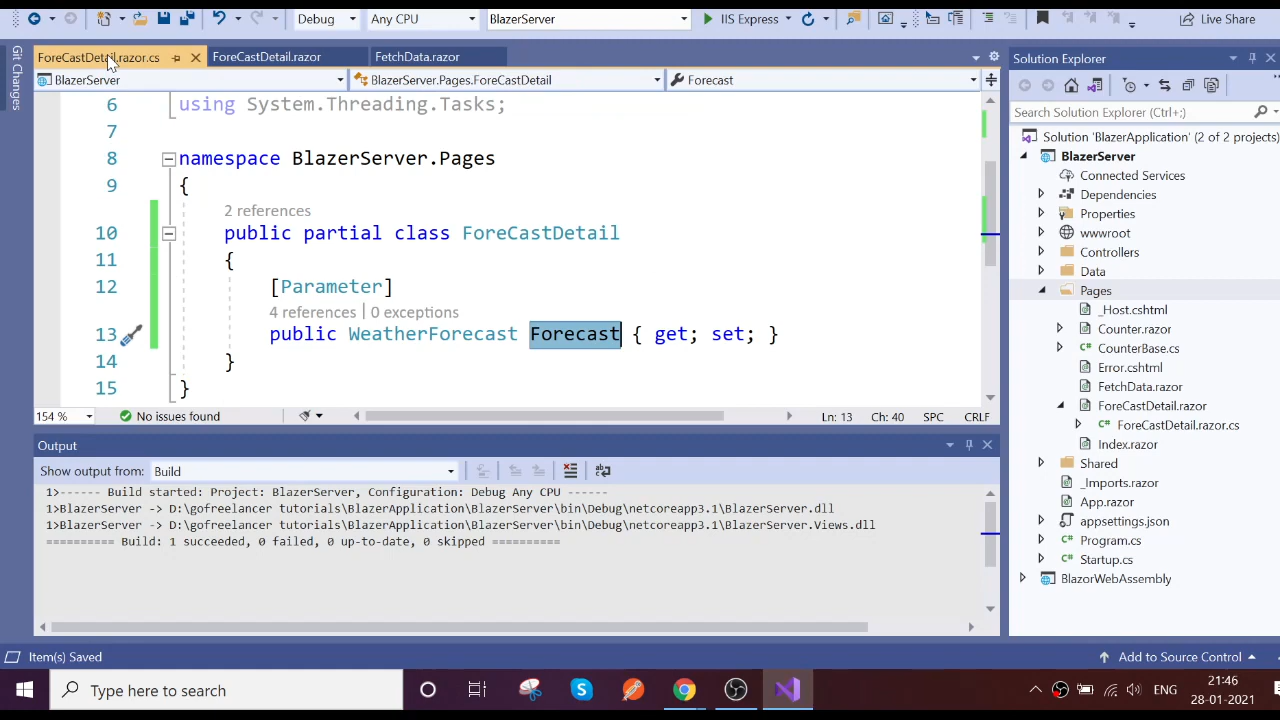 Debug
Any CPU
BlazerServer
IIS Express
Live Share
Git Changes
ForeCastDetail.razor.cs
ForeCastDetail.razor
FetchData.razor
BlazerServer
BlazerServer.Pages.ForeCastDetail
Forecast
6 using System.Threading.Tasks;
7
8 namespace BlazerServer.Pages
9 {
2 references
10 public partial class ForeCastDetail
11 {
12 [Parameter]
4 references | 0 exceptions
13 public WeatherForecast Forecast { get; set; }
14 }
15 }
154 %
No issues found
Ln: 13 Ch: 40 SPC CRLF
Output
Show output from: Build
1>------ Build started: Project: BlazerServer, Configuration: Debug Any CPU ------
1>BlazerServer -> D:\gofreelancer tutorials\BlazerApplication\BlazerServer\bin\Debug\netcoreapp3.1\BlazerServer.dll
1>BlazerServer -> D:\gofreelancer tutorials\BlazerApplication\BlazerServer\bin\Debug\netcoreapp3.1\BlazerServer.Views.dll
========== Build: 1 succeeded, 0 failed, 0 up-to-date, 0 skipped ==========
Solution Explorer
Search Solution Explorer (Ctrl+;)
Solution 'BlazerApplication' (2 of 2 projects)
BlazerServer
Connected Services
Dependencies
Properties
wwwroot
Controllers
Data
Pages
_Host.cshtml
Counter.razor
CounterBase.cs
Error.cshtml
FetchData.razor
ForeCastDetail.razor
ForeCastDetail.razor.cs
Index.razor
Shared
_Imports.razor
App.razor
appsettings.json
Program.cs
Startup.cs
BlazorWebAssembly
Item(s) Saved
Add to Source Control
Type here to search
ENG
21:46
28-01-2021